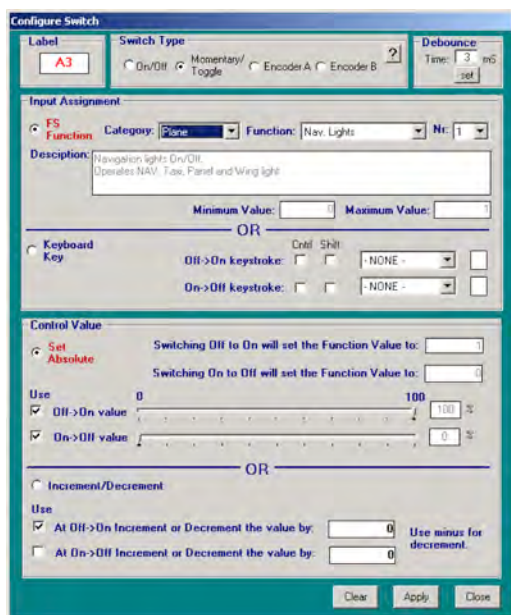 Configure Switch
Label
A3
Switch Type
On/Off
Momentary/
Toggle
Encoder A
Encoder B
?
Debounce
Time: 3 mS
set
Input Assignment
FS
Function
Category: Plane
Function: Nav. Lights
Nr: 1
Desciption:
Navigation lights On/Off.
Operates NAV, Taxi, Panel and Wing light
Minimum Value: 0
Maximum Value: 1
OR
Keyboard
Key
Cntrl Shift
Off->On keystroke: - NONE -
On->Off keystroke: - NONE -
Control Value
Set
Absolute
Switching Off to On will set the Function Value to: 1
Switching On to Off will set the Function Value to: 0
Use 0 100
Off->On value 100 %
On->Off value 0 %
OR
Increment/Decrement
Use
At Off->On Increment or Decrement the value by: 0
Use minus for
decrement.
At On->Off Increment or Decrement the value by: 0
Clear Apply Close